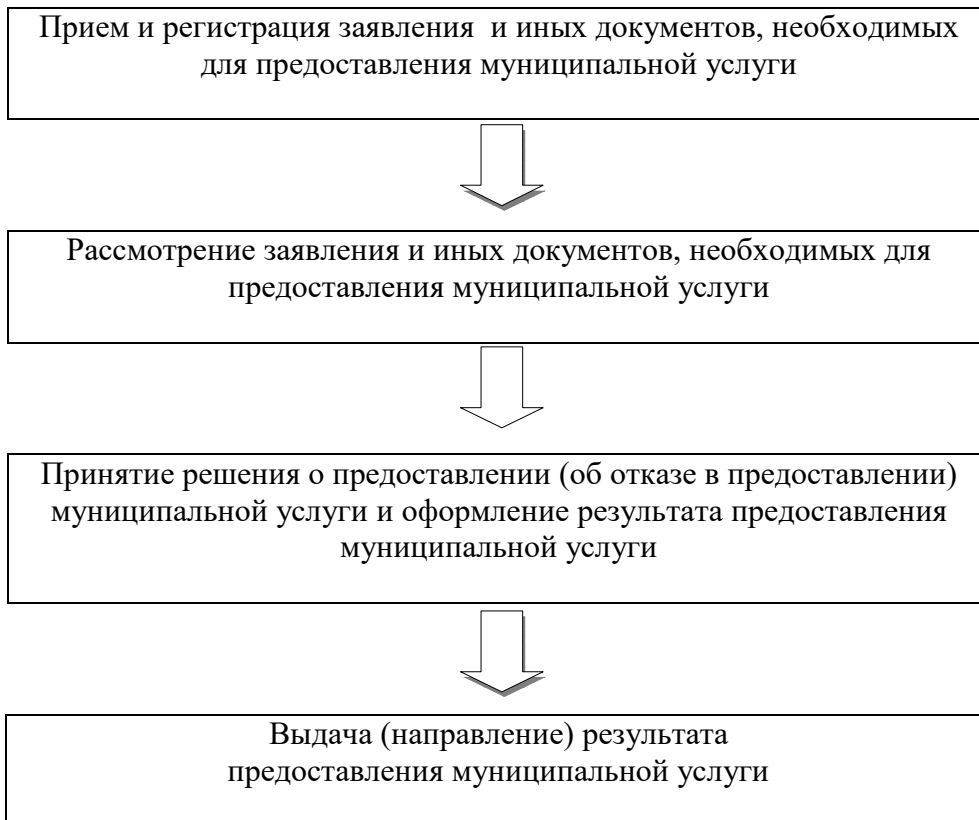 Прием и регистрация заявления и иных документов, необходимых
для предоставления муниципальной услуги
Рассмотрение заявления и иных документов, необходимых для
предоставления муниципальной услуги
Принятие решения о предоставлении (об отказе в предоставлении)
муниципальной услуги и оформление результата предоставления
муниципальной услуги
Выдача (направление) результата
предоставления муниципальной услуги